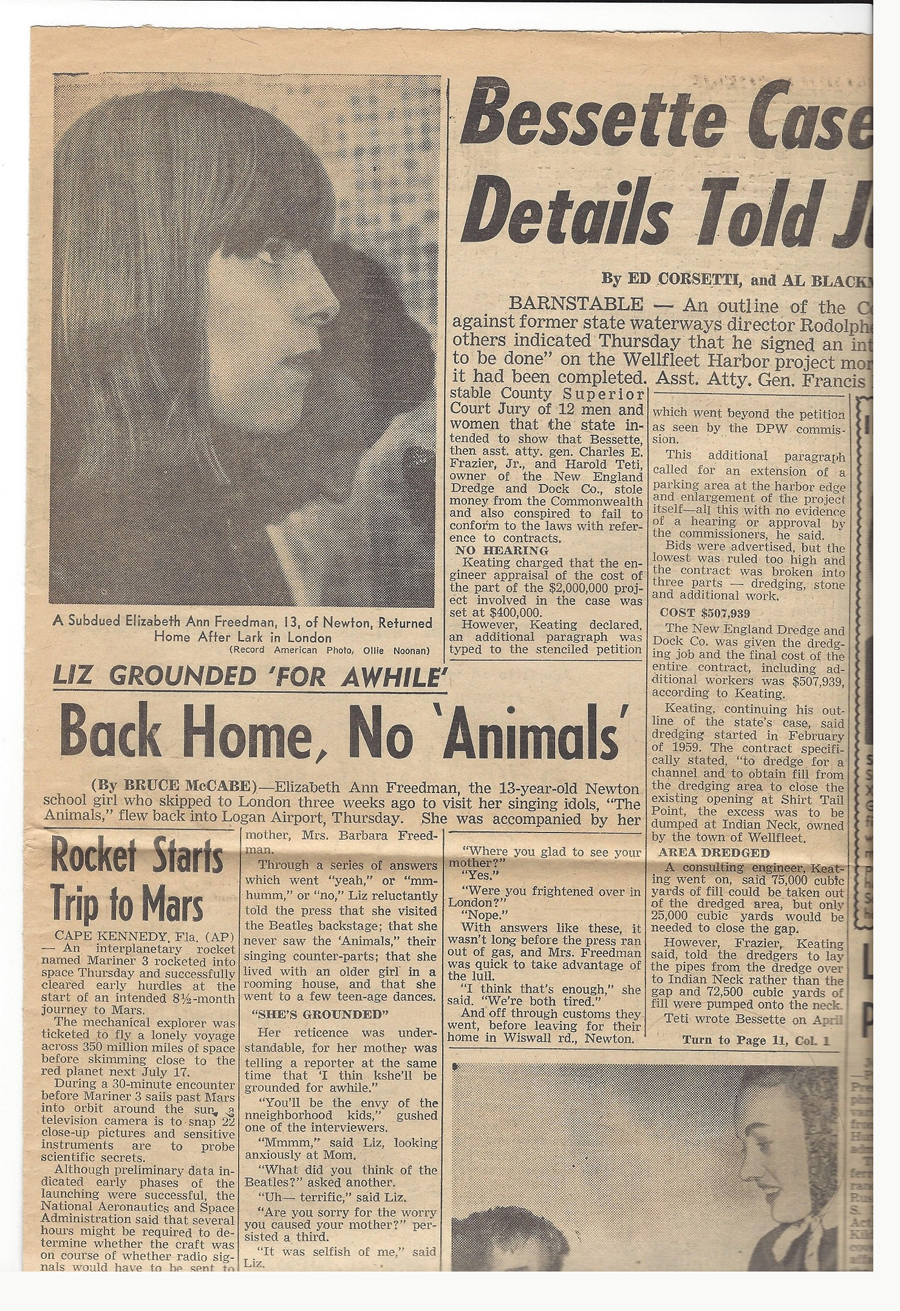 Bessette Case
Details Told
By ED CORSETTI, and AL
BARNSTABLE — An outline of the
against former state waterways director
others indicated Thursday that he signed an
to be done” on the Wellfleet Harbor project
it had been completed. Asst. Atty. Gen. Francis
stable County Superior
Court Jury of 12 men and
women that the state in-
tended to show that Bessette,
then asst. atty. gen. Charles E.
Frazier, Jr., and Harold Teti,
owner of the New England
Dredge and Dock Co., stole
money from the Commonwealth
and also conspired to fail to
conform to the laws with refer-
ence to contracts.
NO HEARING
Keating charged that the en-
gineer appraisal of the cost of
the part of the $2,000,000 proj-
ect involved in the case was
set at $400,000.
However, Keating declared,
an additional paragraph was
typed to the stenciled petition
which went beyond the petition
as seen by the DPW commis-
sion.
This additional paragraph
called for an extension of a
parking area at the harbor edge
and enlargement of the project
itself—all this with no evidence
of a hearing or approval by
the commissioners, he said.
Bids were advertised, but the
lowest was ruled too high and
the contract was broken into
three parts — dredging, stone
and additional work.
COST $507,939
The New England Dredge and
Dock Co. was given the dredg-
ing job and the final cost of the
entire contract, including ad-
ditional workers was $507,939,
according to Keating.
Keating, continuing his out-
line of the state’s case, said
dredging started in February
of 1959. The contract specifi-
cally stated, “to dredge for a
channel and to obtain fill from
the dredging area to close the
existing opening at Shirt Tail
Point, the excess was to be
dumped at Indian Neck, owned
by the town of Wellfleet.
AREA DREDGED
A consulting engineer, Keat-
ing went on, said 75,000 cubic
yards of fill could be taken out
of the dredged area, but only
25,000 cubic yards would be
needed to close the gap.
However, Frazier, Keating
said, told the dredgers to lay
the pipes from the dredge over
to Indian Neck rather than the
gap and 72,500 cubic yards of
fill were pumped onto the neck.
Teti wrote Bessette on April
Turn to Page 11, Col. 1
A Subdued Elizabeth Ann Freedman, 13, of Newton, Returned
Home After Lark in London
(Record American Photo, Ollie Noonan)
LIZ GROUNDED ‘FOR AWHILE’
Back Home, No ‘Animals’
(By BRUCE McCABE)—Elizabeth Ann Freedman, the 13-year-old Newton
school girl who skipped to London three weeks ago to visit her singing idols, “The
Animals,” flew back into Logan Airport, Thursday. She was accompanied by her
mother, Mrs. Barbara Freed-
man.
Through a series of answers
which went “yeah,” or “mm-
humm,” or “no,” Liz reluctantly
told the press that she visited
the Beatles backstage; that she
never saw the ‘Animals,” their
singing counter-parts; that she
lived with an older girl in a
rooming house, and that she
went to a few teen-age dances.
“SHE’S GROUNDED”
Her reticence was under-
standable, for her mother was
telling a reporter at the same
time that ‘I thin kshe’ll be
grounded for awhile.”
“You’ll be the envy of the
nneighborhood kids,” gushed
one of the interviewers.
“Mmmm,” said Liz, looking
anxiously at Mom.
“What did you think of the
Beatles?” asked another.
“Uh— terrific,” said Liz.
“Are you sorry for the worry
you caused your mother?” per-
sisted a third.
“It was selfish of me,” said
Liz.
“Where you glad to see your
mother?”
“Yes.”
“Were you frightened over in
London?”
“Nope.”
With answers like these, it
wasn’t long before the press ran
out of gas, and Mrs. Freedman
was quick to take advantage of
the lull.
“I think that’s enough,” she
said. “We’re both tired.”
And off through customs they
went, before leaving for their
home in Wiswall rd., Newton.
Rocket Starts
Trip to Mars
CAPE KENNEDY, Fla. (AP)
— An interplanetary rocket
named Mariner 3 rocketed into
space Thursday and successfully
cleared early hurdles at the
start of an intended 8½-month
journey to Mars.
The mechanical explorer was
ticketed to fly a lonely voyage
across 350 million miles of space
before skimming close to the
red planet next July 17.
During a 30-minute encounter
before Mariner 3 sails past Mars
into orbit around the sun, a
television camera is to snap 22
close-up pictures and sensitive
instruments are to probe
scientific secrets.
Although preliminary data in-
dicated early phases of the
launching were successful, the
National Aeronautics and Space
Administration said that several
hours might be required to de-
termine whether the craft was
on course of whether radio sig-
nals would have to be sent to